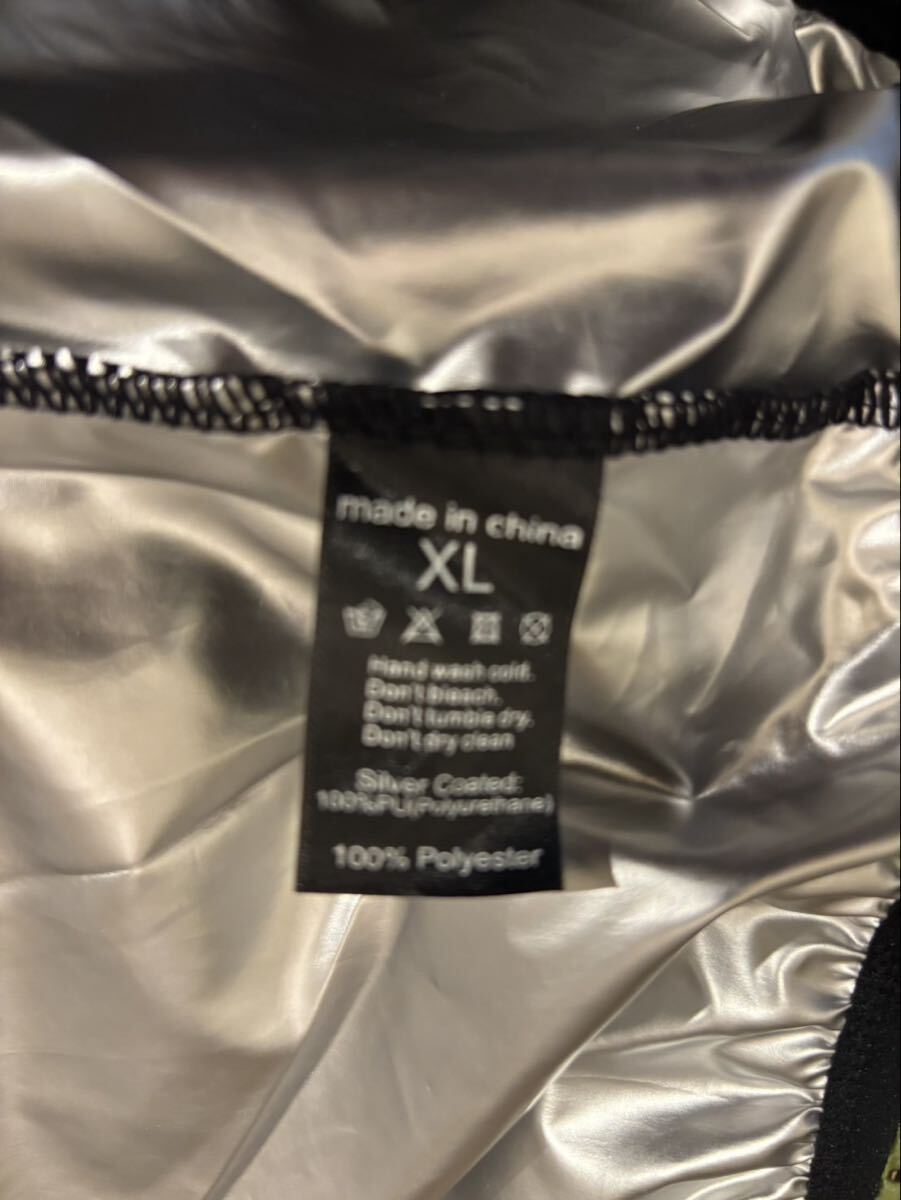 made in china
XL
Hand wash cold.
Don't bleach.
Don't tumble dry.
Don't dry clean
Silver Coated:
100%PU(Polyurethane)
100% Polyester